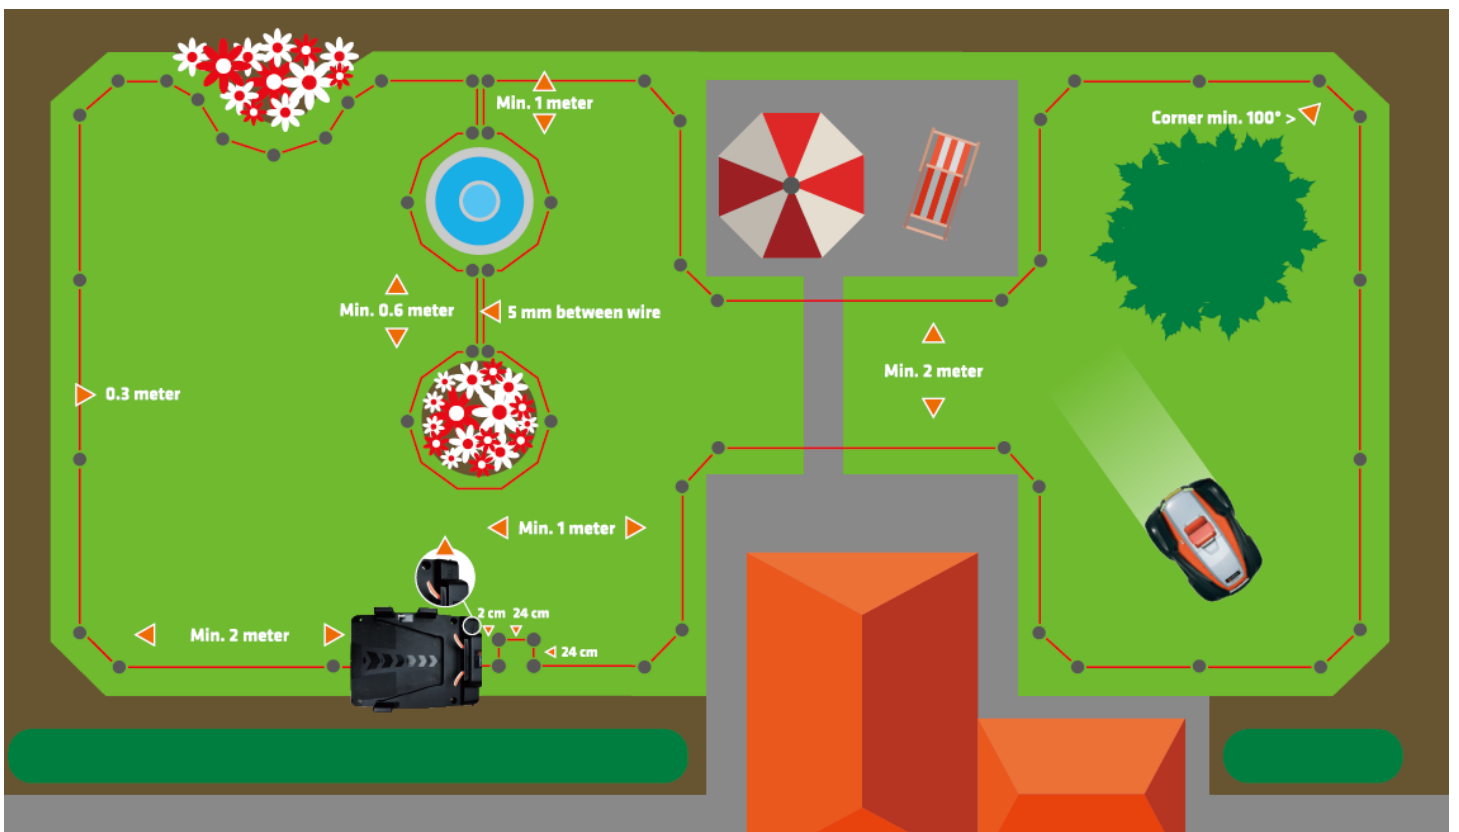 Min. 1 meter
Corner min. 100° >
Min. 0.6 meter
5 mm between wire
Min. 2 meter
0.3 meter
Min. 1 meter
2 cm 24 cm
Min. 2 meter
24 cm